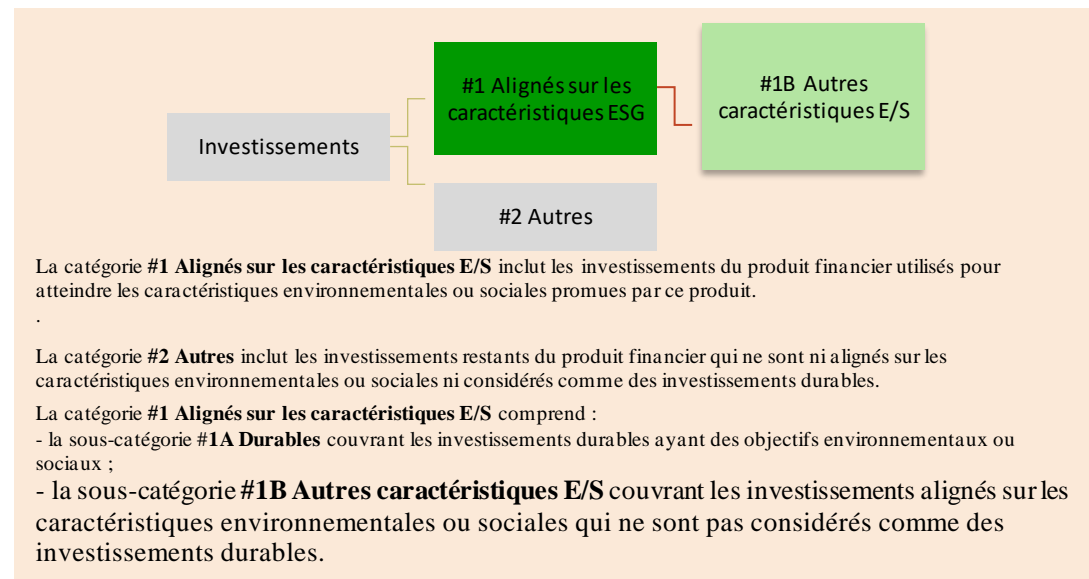 #1 Alignés sur les
caractéristiques ESG
#1B Autres
caractéristiques E/S
Investissements
#2 Autres
La catégorie #1 Alignés sur les caractéristiques E/S inclut les investissements du produit financier utilisés pour
atteindre les caractéristiques environnementales ou sociales promues par ce produit.
.
La catégorie #2 Autres inclut les investissements restants du produit financier qui ne sont ni alignés sur les
caractéristiques environnementales ou sociales ni considérés comme des investissements durables.
La catégorie #1 Alignés sur les caractéristiques E/S comprend :
- la sous-catégorie #1A Durables couvrant les investissements durables ayant des objectifs environnementaux ou
sociaux ;
- la sous-catégorie #1B Autres caractéristiques E/S couvrant les investissements alignés sur les
caractéristiques environnementales ou sociales qui ne sont pas considérés comme des
investissements durables.